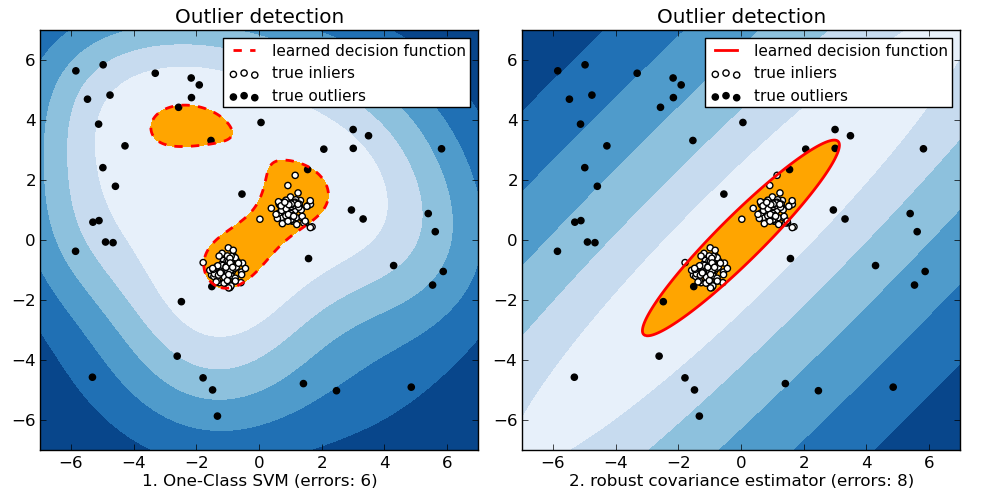 Outlier detection
learned decision function
true inliers
true outliers
6
4
2
0
−2
−4
−6
−6 −4 −2 0 2 4 6
1. One-Class SVM (errors: 6)
Outlier detection
learned decision function
true inliers
true outliers
6
4
2
0
−2
−4
−6
−6 −4 −2 0 2 4 6
2. robust covariance estimator (errors: 8)